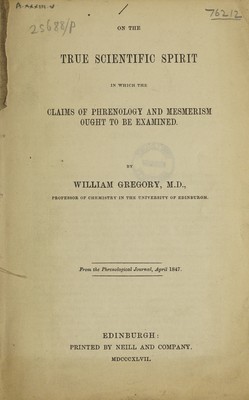 25688/P
76212
ON THE
TRUE SCIENTIFIC SPIRIT
IN WHICH THE
CLAIMS OF PHRENOLOGY AND MESMERISM
OUGHT TO BE EXAMINED.
BY
WILLIAM GREGORY, M.D.,
PROFESSOR OF CHEMISTRY IN THE UNIVERSITY OF EDINBURGH.
From the Phrenological Journal, April 1847.
EDINBURGH:
PRINTED BY NEILL AND COMPANY.
MDCCCXLVII.